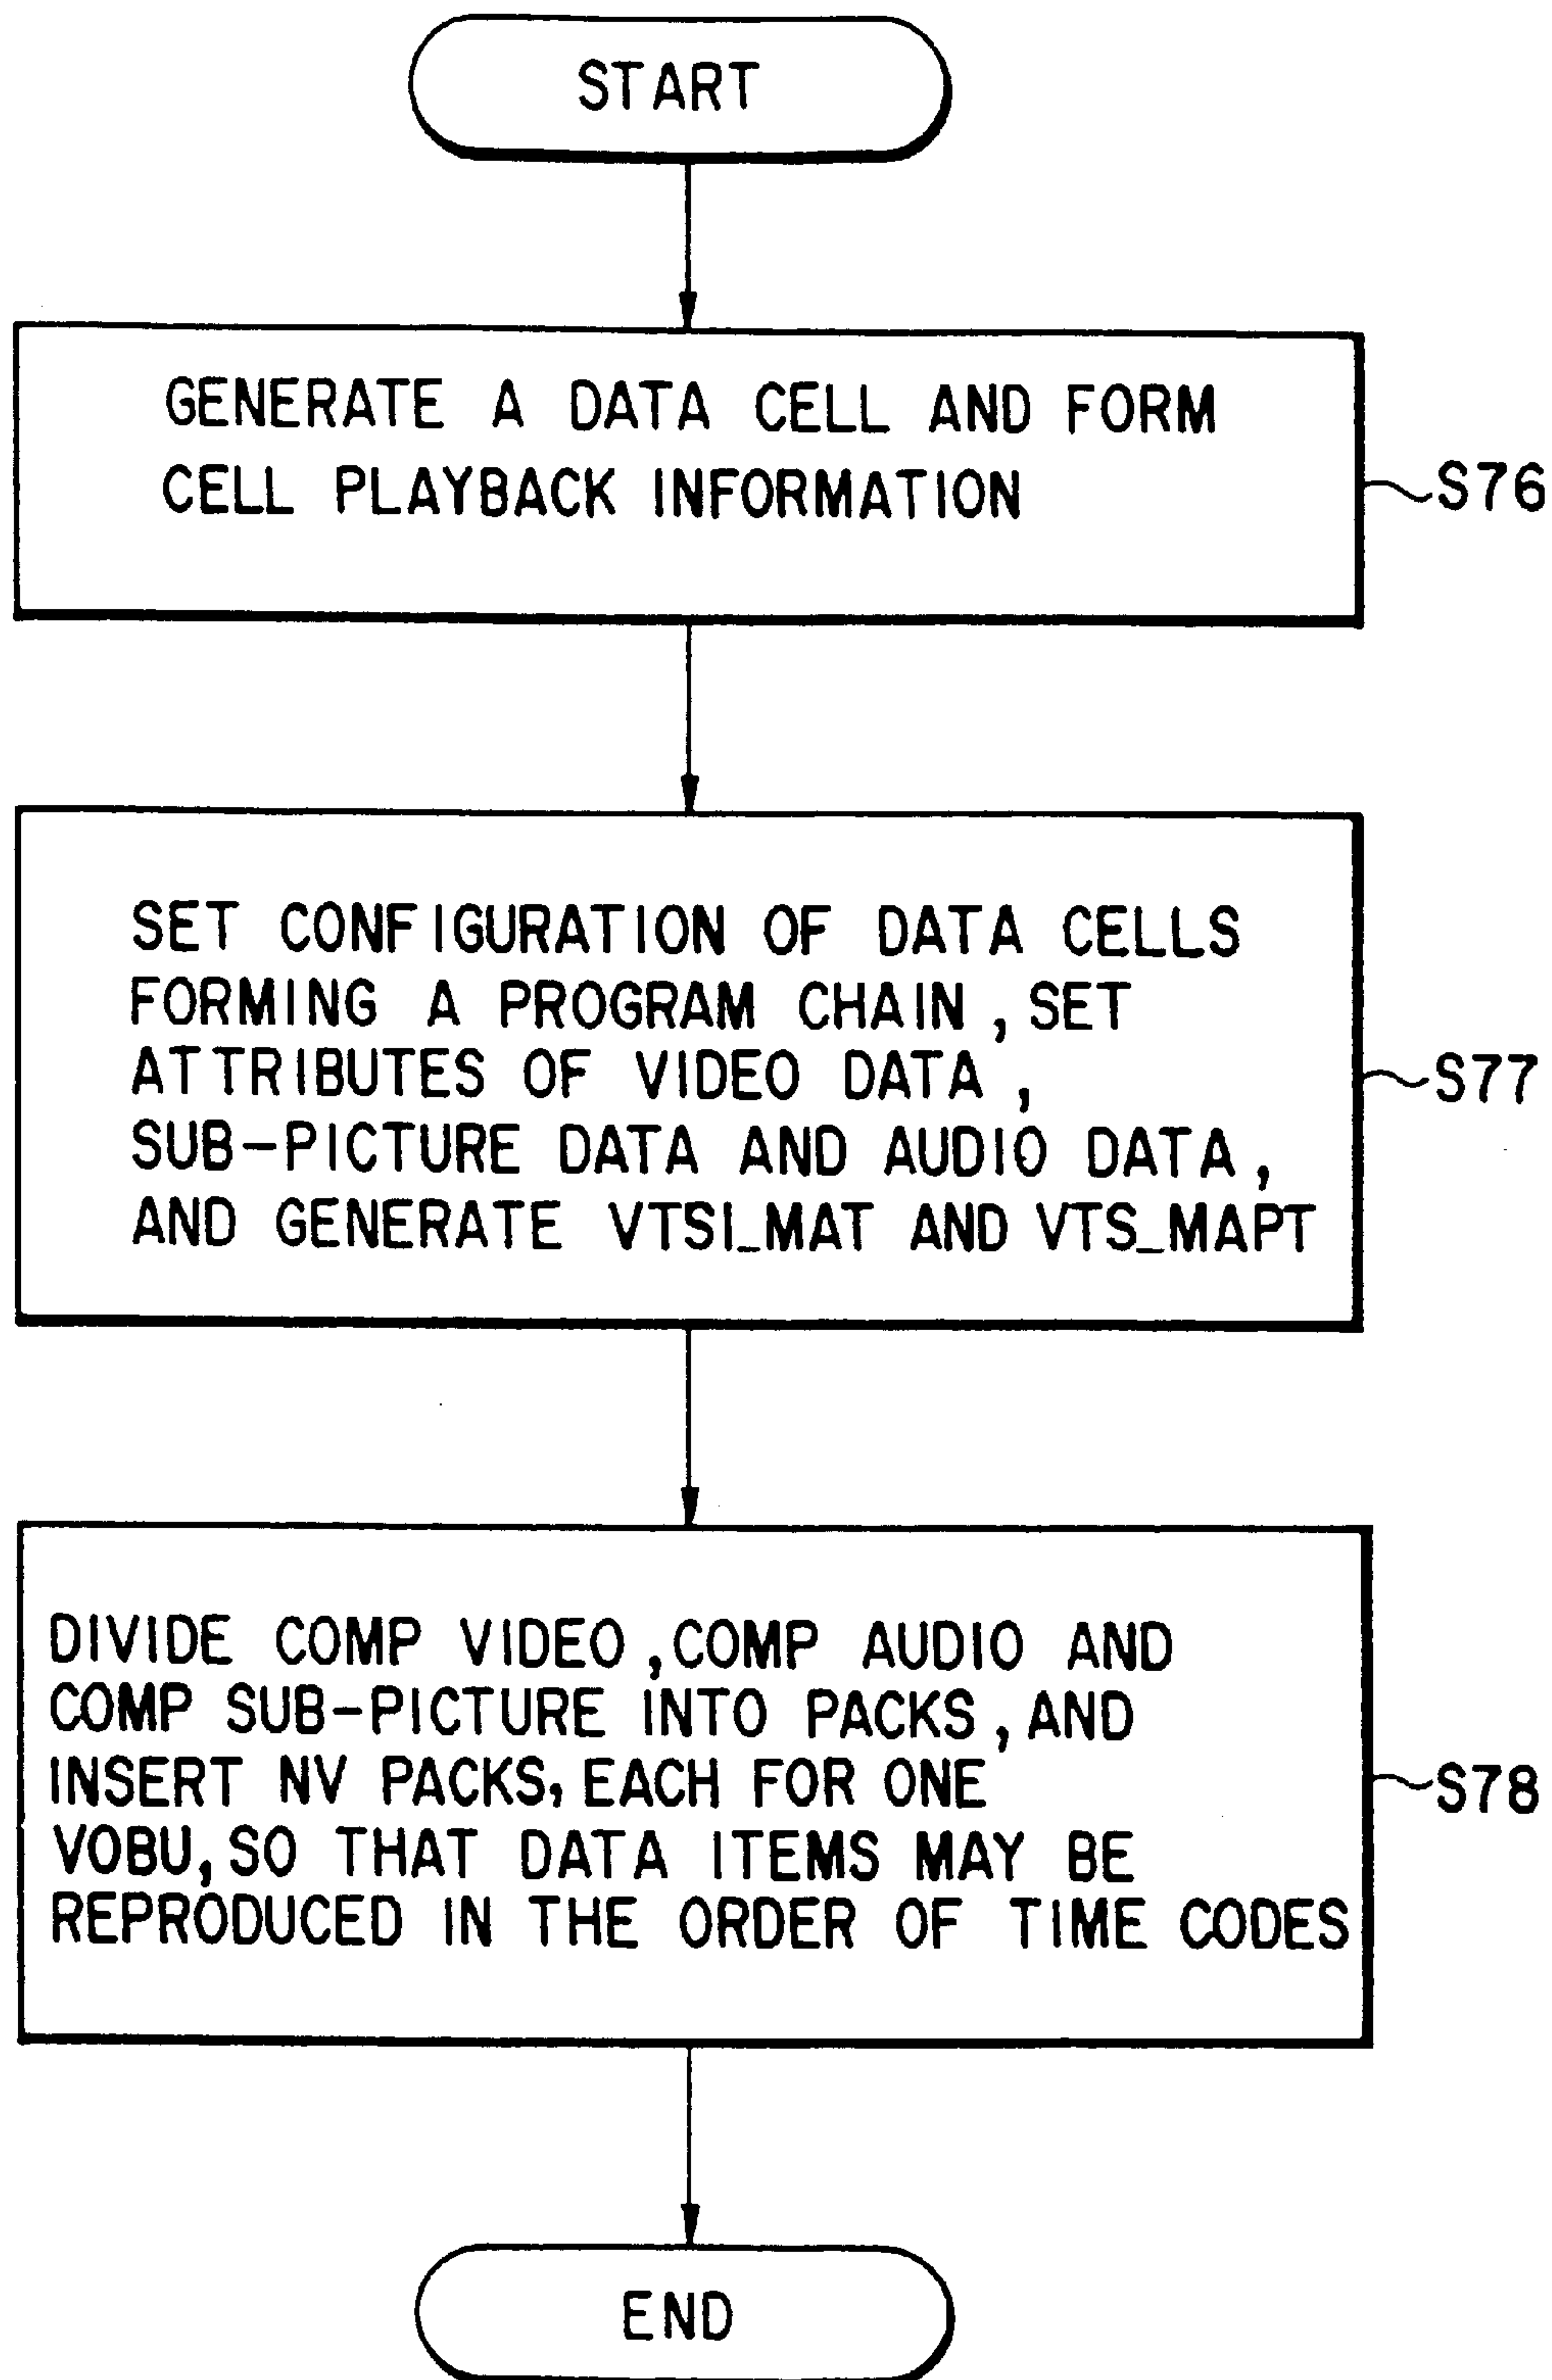 START
GENERATE A DATA CELL AND FORM
CELL PLAYBACK INFORMATION
S76
SET CONFIGURATION OF DATA CELLS
FORMING A PROGRAM CHAIN, SET
ATTRIBUTES OF VIDEO DATA,
SUB-PICTURE DATA AND AUDIO DATA,
AND GENERATE VTSI_MAT AND VTS_MAPT
S77
DIVIDE COMP VIDEO, COMP AUDIO AND
COMP SUB-PICTURE INTO PACKS, AND
INSERT NV PACKS, EACH FOR ONE
VOBU, SO THAT DATA ITEMS MAY BE
REPRODUCED IN THE ORDER OF TIME CODES
S78
END